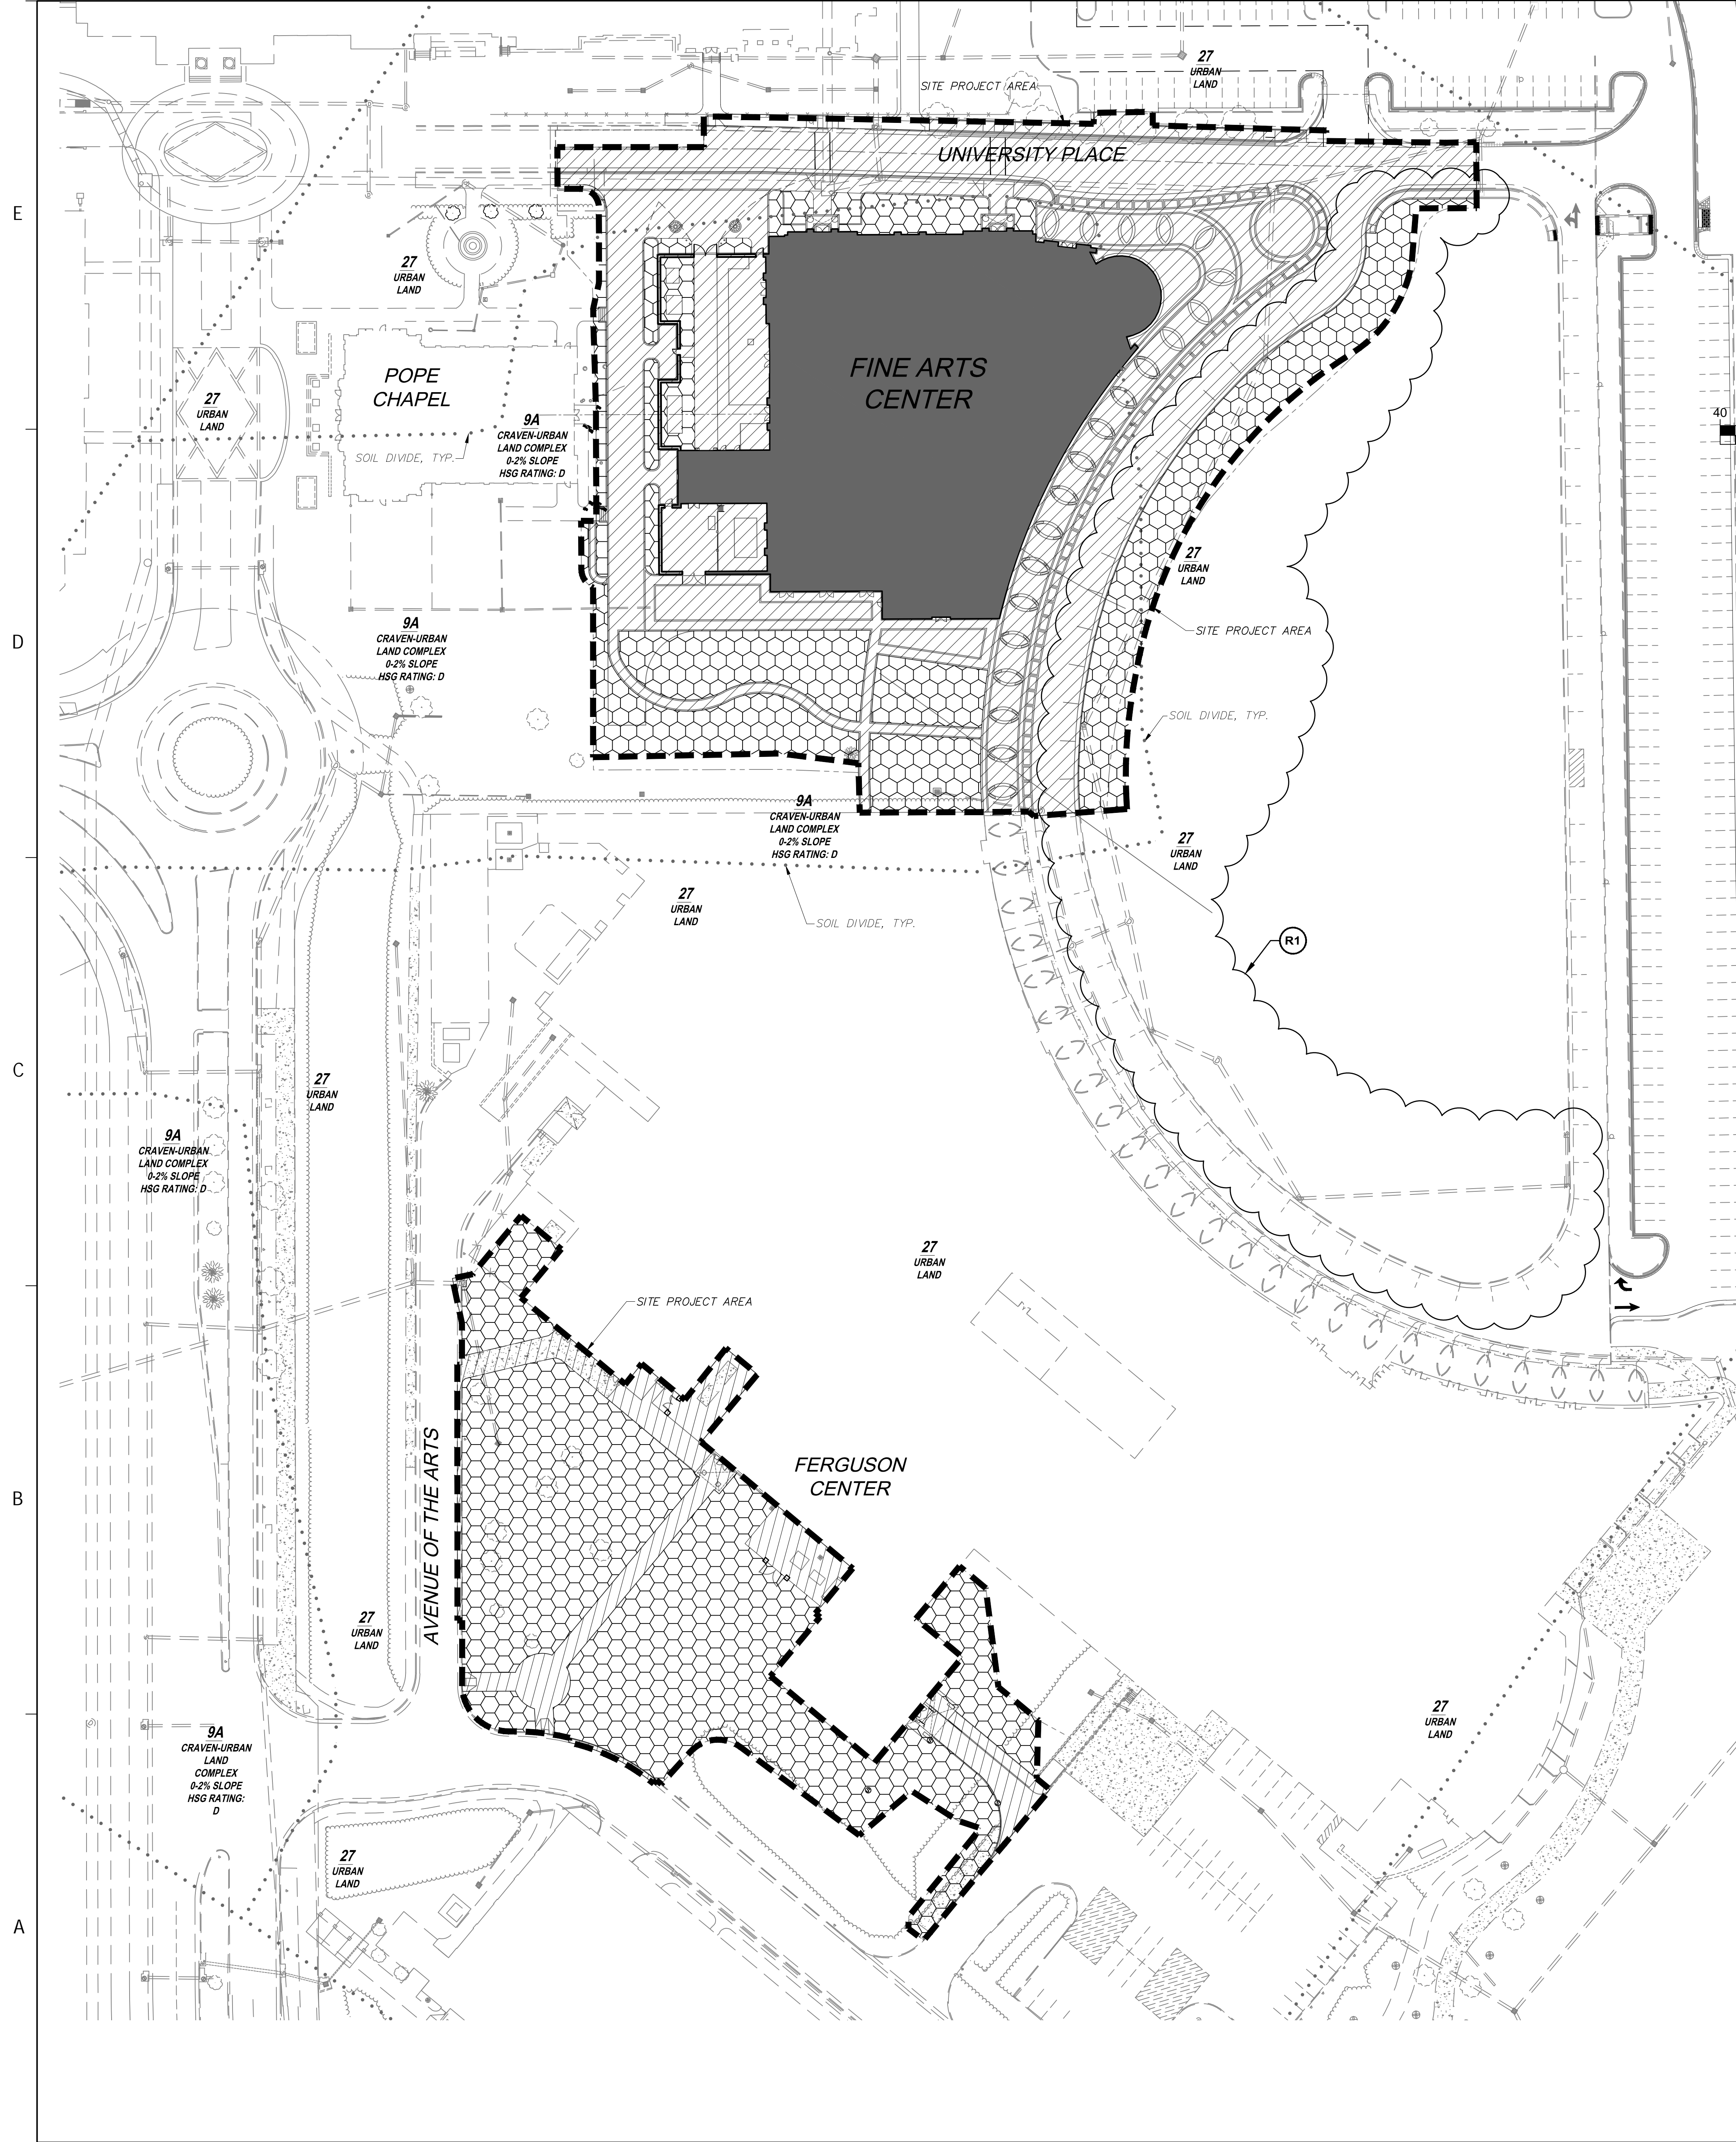 27
URBAN
LAND
SITE PROJECT AREA
UNIVERSITY PLACE
E
27
URBAN
LAND
FINE ARTS
CENTER
POPE
CHAPEL
27
URBAN
LAND
40
9A
CRAVEN-URBAN
LAND COMPLEX
0-2% SLOPE
HSG RATING: D
SOIL DIVIDE, TYP.
27
URBAN
LAND
SITE PROJECT AREA
D
9A
CRAVEN-URBAN
LAND COMPLEX
0-2% SLOPE
HSG RATING: D
SOIL DIVIDE, TYP.
9A
CRAVEN-URBAN
LAND COMPLEX
0-2% SLOPE
HSG RATING: D
27
URBAN
LAND
27
URBAN
LAND
SOIL DIVIDE, TYP.
R1
C
27
URBAN
LAND
9A
CRAVEN-URBAN
LAND COMPLEX
0-2% SLOPE
HSG RATING: D
27
URBAN
LAND
SITE PROJECT AREA
AVENUE OF THE ARTS
FERGUSON
CENTER
B
27
URBAN
LAND
27
URBAN
LAND
9A
CRAVEN-URBAN
LAND
COMPLEX
0-2% SLOPE
HSG RATING:
D
27
URBAN
LAND
A